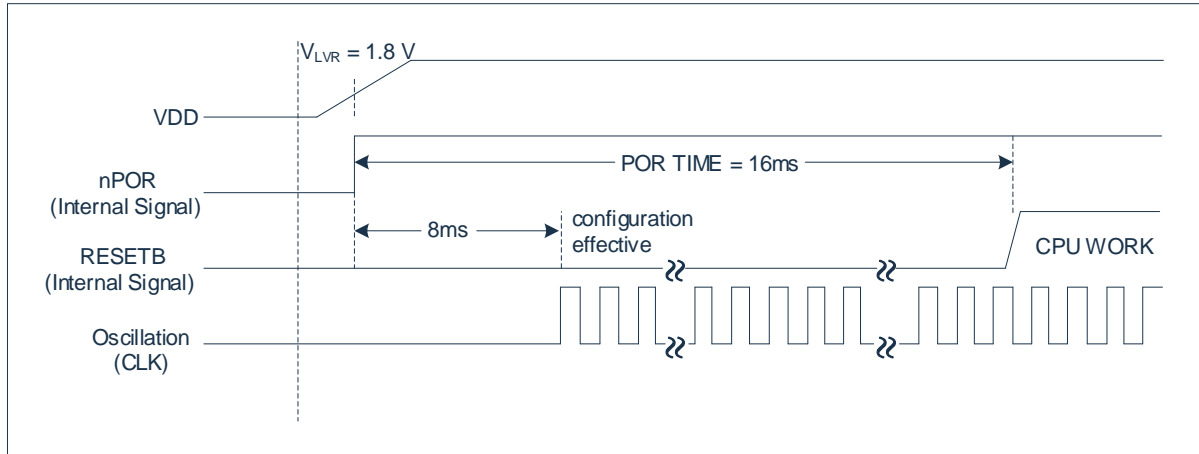 VLVR = 1.8 V
VDD
POR TIME = 16ms
nPOR
(Internal Signal)
8ms
configuration
effective
RESETB
(Internal Signal)
CPU WORK
Oscillation
(CLK)